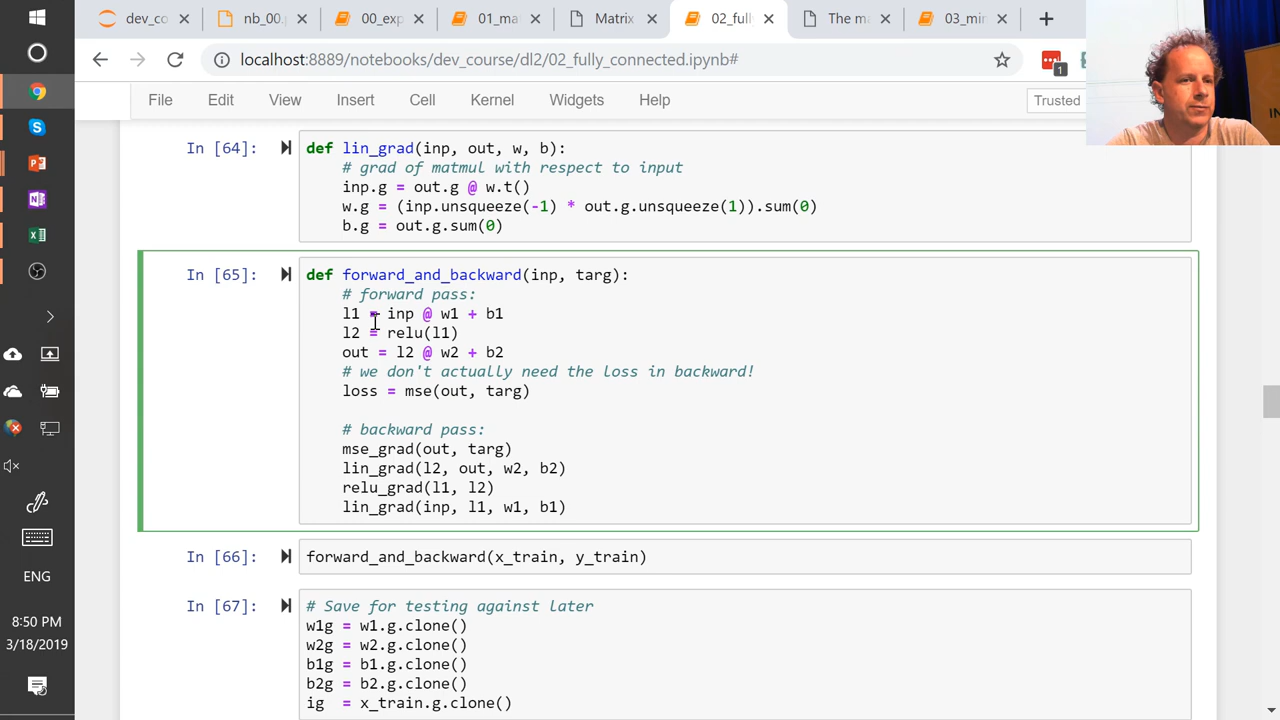 dev_co
nb_00.
00_exp
01_ma
Matrix
02_full
The ma
03_min
localhost:8889/notebooks/dev_course/dl2/02_fully_connected.ipynb#
1
File Edit View Insert Cell Kernel Widgets Help
Trusted
In [64]:
def lin_grad(inp, out, w, b):
# grad of matmul with respect to input
inp.g = out.g @ w.t()
w.g = (inp.unsqueeze(-1) * out.g.unsqueeze(1)).sum(0)
b.g = out.g.sum(0)
In [65]:
def forward_and_backward(inp, targ):
# forward pass:
l1 = inp @ w1 + b1
l2 = relu(l1)
out = l2 @ w2 + b2
# we don't actually need the loss in backward!
loss = mse(out, targ)
# backward pass:
mse_grad(out, targ)
lin_grad(l2, out, w2, b2)
relu_grad(l1, l2)
lin_grad(inp, l1, w1, b1)
In [66]:
forward_and_backward(x_train, y_train)
In [67]:
# Save for testing against later
w1g = w1.g.clone()
w2g = w2.g.clone()
b1g = b1.g.clone()
b2g = b2.g.clone()
ig = x_train.g.clone()
ENG
8:50 PM
3/18/2019